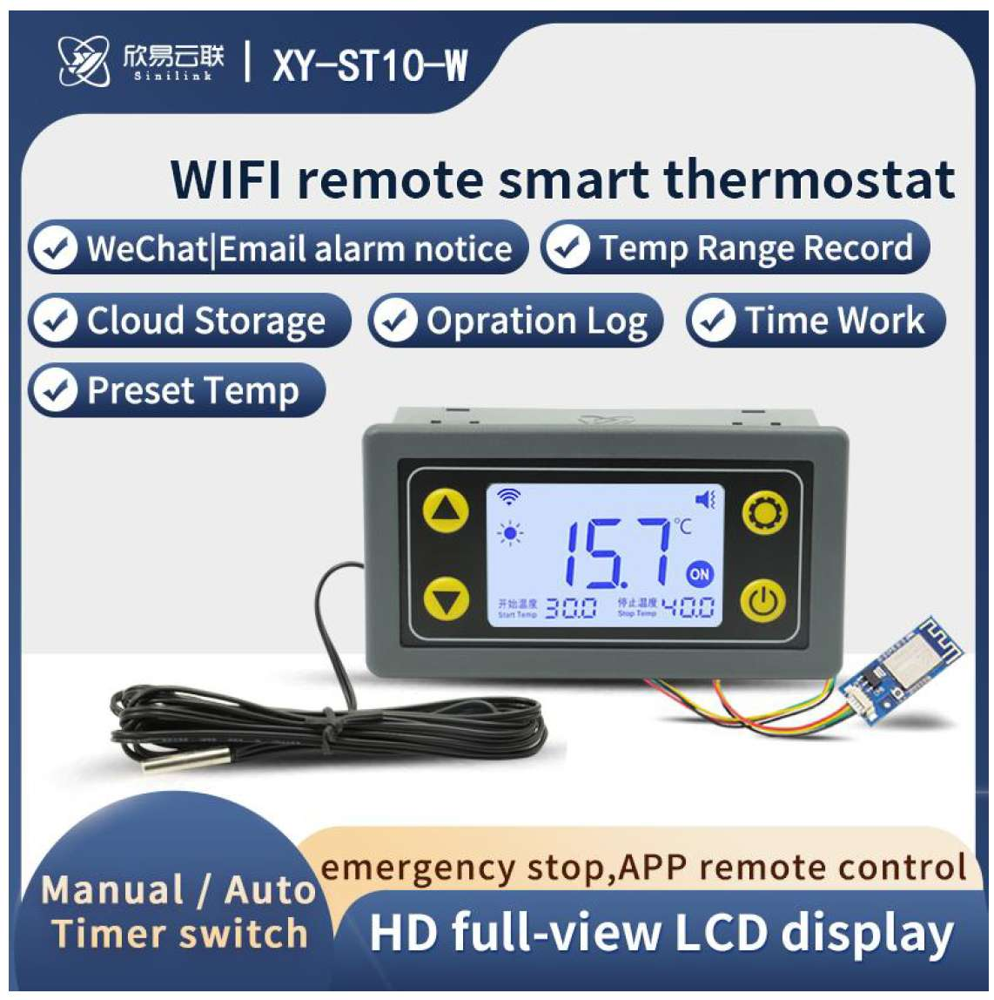 欣易云联
Sinilink
XY-ST10-W
WIFI remote smart thermostat
WeChat|Email alarm notice
Temp Range Record
Cloud Storage
Opration Log
Time Work
Preset Temp
15.7°C
ON
开始温度
Start Temp
30.0
停止温度
Stop Temp
40.0
Manual / Auto
Timer switch
emergency stop,APP remote control
HD full-view LCD display